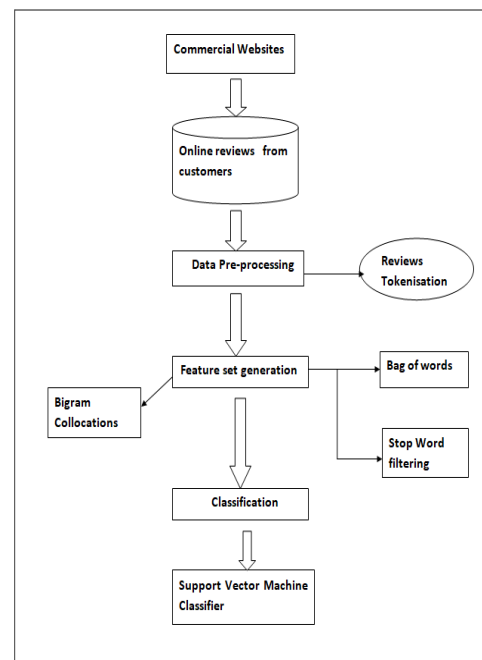 Commercial Websites
Online reviews from
customers
Data Pre-processing
Reviews
Tokenisation
Feature set generation
Bag of words
Bigram
Collocations
Stop Word
filtering
Classification
Support Vector Machine
Classifier